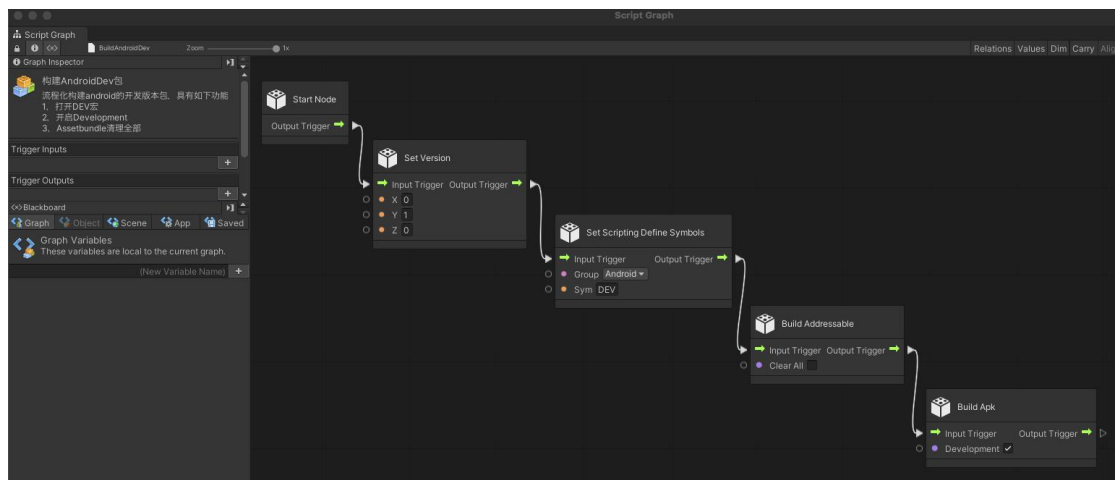 Script Graph
Script Graph
BuildAndroidDev Zoom 1x Relations Values Dim Carry
Graph Inspector
构建AndroidDev包
流程化构建android的开发版本包，具有如下功能
1，打开DEV宏
2，开启Development
3，Assetbundle清理全部
Trigger Inputs
+
Trigger Outputs
+
Blackboard
Graph Object Scene App Saved
Graph Variables
These variables are local to the current graph.
(New Variable Name) +
Start Node
Output Trigger
Set Version
Input Trigger Output Trigger
X 0
Y 1
Z 0
Set Scripting Define Symbols
Input Trigger Output Trigger
Group Android
Sym DEV
Build Addressable
Input Trigger Output Trigger
Clear All
Build Apk
Input Trigger Output Trigger
Development